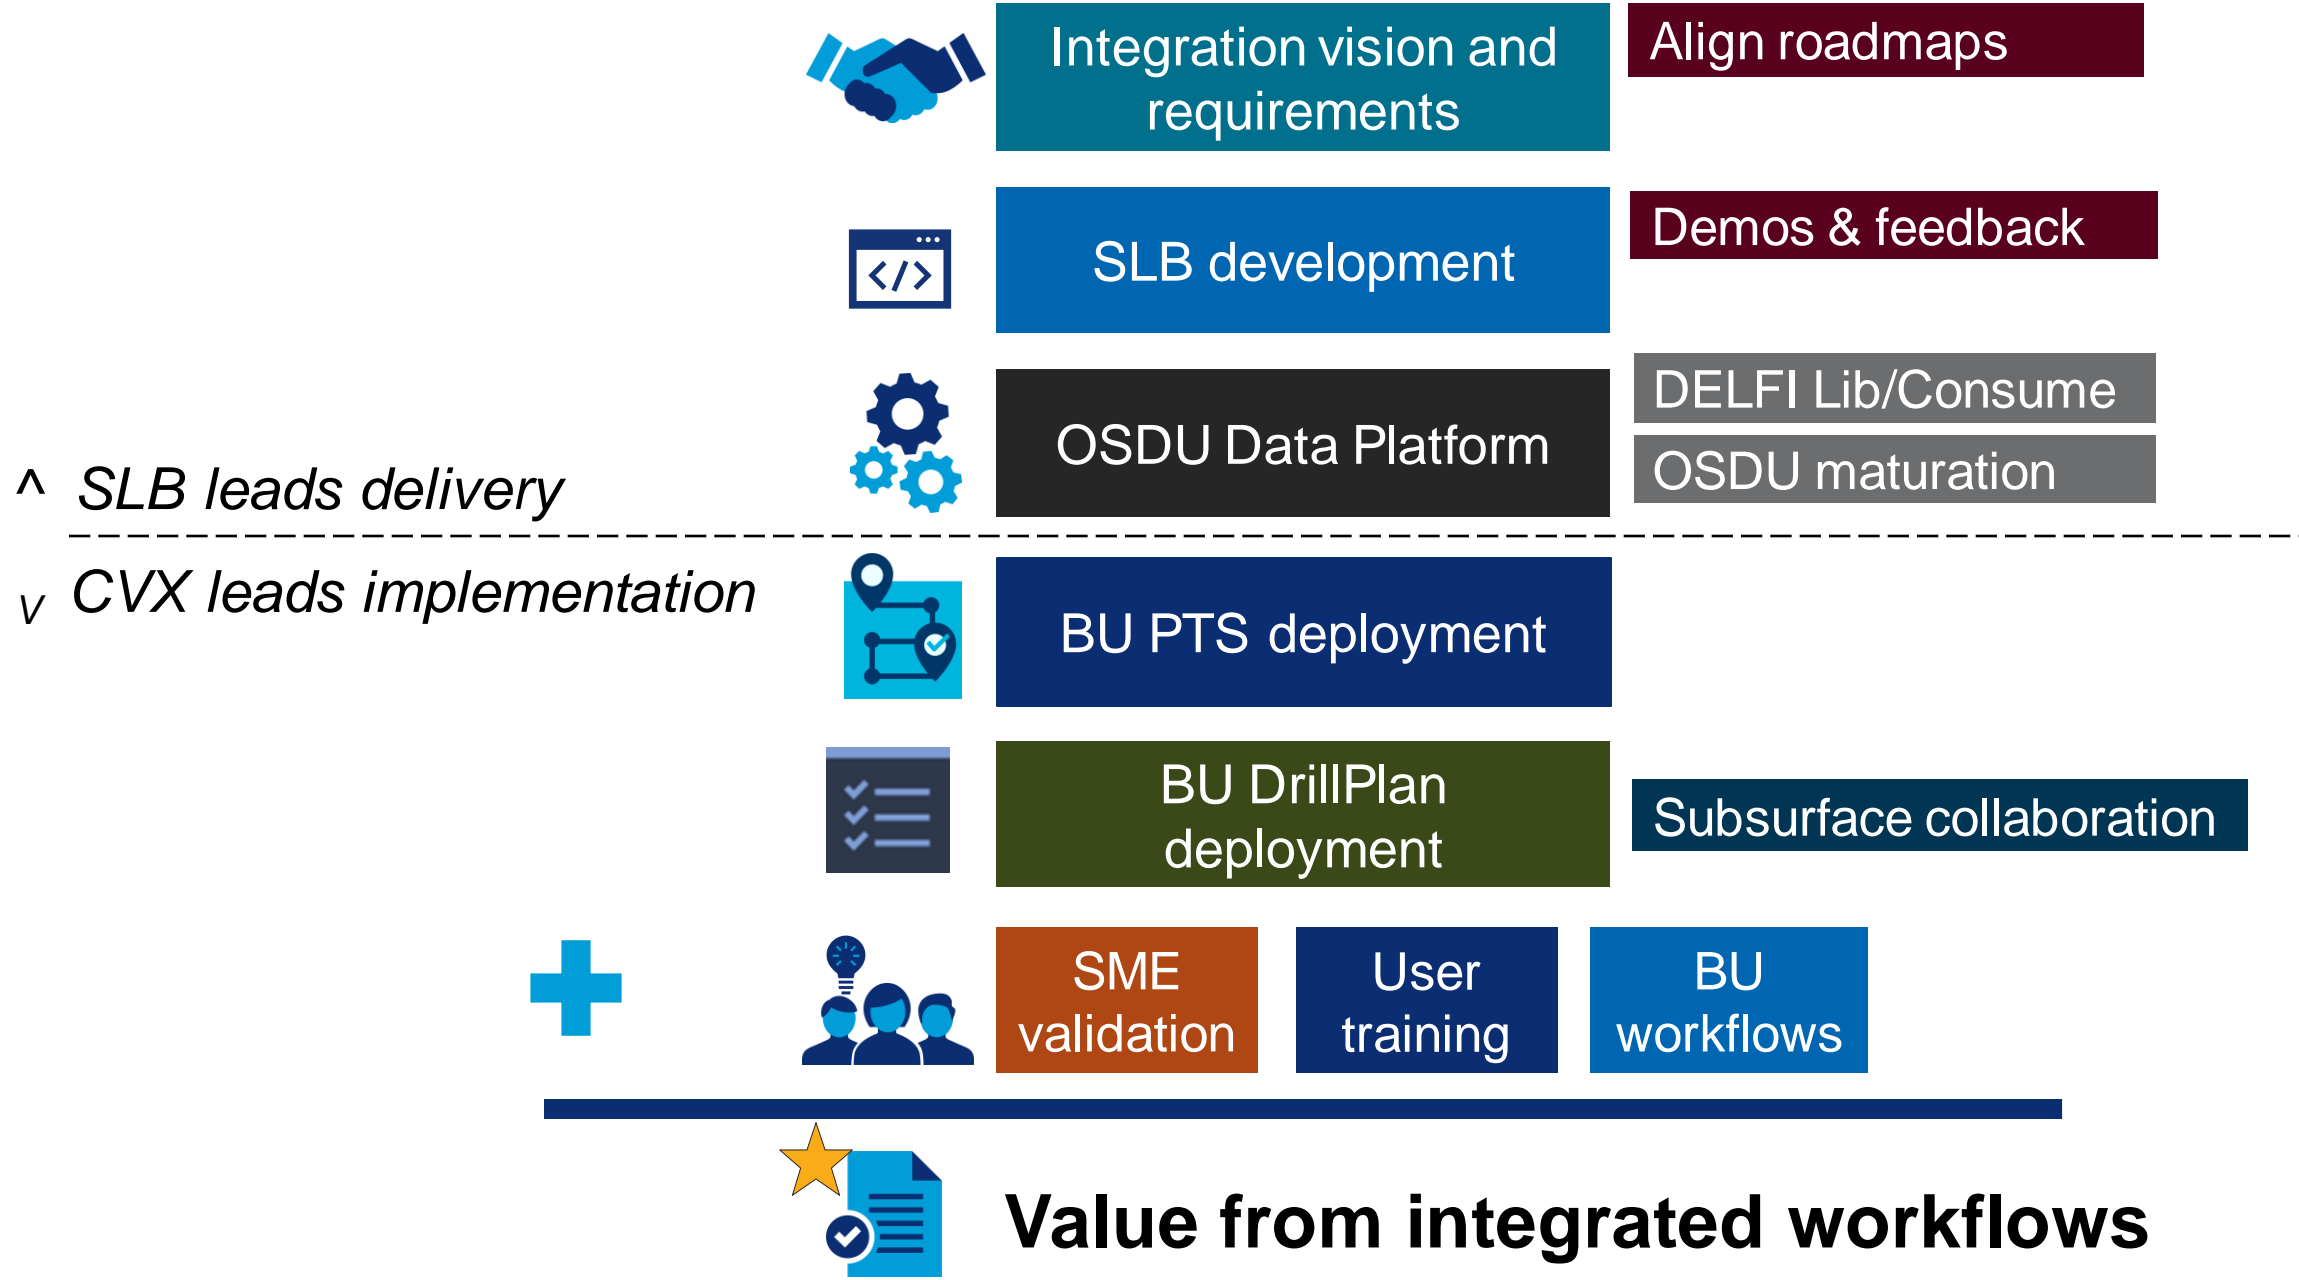 Integration vision and
requirements
Align roadmaps
SLB development
Demos & feedback
</>
OSDU Data Platform
DELFI Lib/Consume
OSDU maturation
^ SLB leads delivery
v CVX leads implementation
BU PTS deployment
BU DrillPlan
deployment
Subsurface collaboration
SME
validation
User
training
BU
workflows
Value from integrated workflows